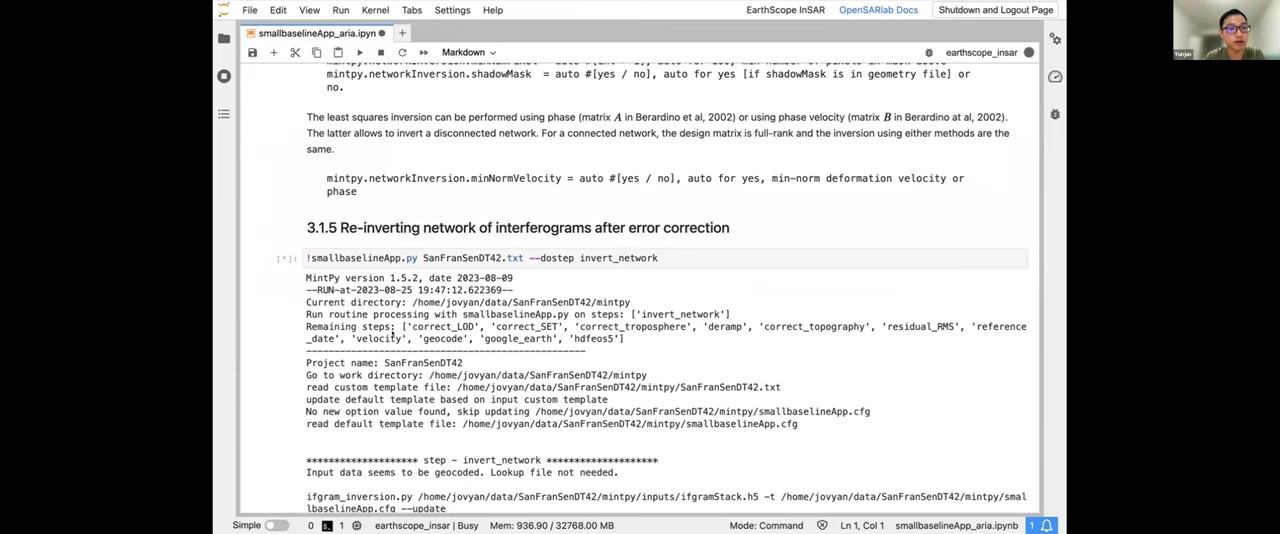 File Edit View Run Kernel Tabs Settings Help EarthScope InSAR OpenSARlab Docs Shutdown and Logout Page
smallbaselineApp_aria.ipyn
Markdown earthscope_insar
mintpy.networkInversion.shadowMask = auto #[yes / no], auto for yes [if shadowMask is in geometry file] or
no.
The least squares inversion can be performed using phase (matrix A in Berardino et al, 2002) or using phase velocity (matrix B in Berardino at al, 2002).
The latter allows to invert a disconnected network. For a connected network, the design matrix is full-rank and the inversion using either methods are the
same.
mintpy.networkInversion.minNormVelocity = auto #[yes / no], auto for yes, min-norm deformation velocity or
phase
3.1.5 Re-inverting network of interferograms after error correction
[*]: !smallbaselineApp.py SanFranSenDT42.txt --dostep invert_network
MintPy version 1.5.2, date 2023-08-09
--RUN-at-2023-08-25 19:47:12.622369--
Current directory: /home/jovyan/data/SanFranSenDT42/mintpy
Run routine processing with smallbaselineApp.py on steps: ['invert_network']
Remaining steps: ['correct_LOD', 'correct_SET', 'correct_troposphere', 'deramp', 'correct_topography', 'residual_RMS', 'reference
_date', 'velocity', 'geocode', 'google_earth', 'hdfeos5']
--------------------------------------------------
Project name: SanFranSenDT42
Go to work directory: /home/jovyan/data/SanFranSenDT42/mintpy
read custom template file: /home/jovyan/data/SanFranSenDT42/mintpy/SanFranSenDT42.txt
update default template based on input custom template
No new option value found, skip updating /home/jovyan/data/SanFranSenDT42/mintpy/smallbaselineApp.cfg
read default template file: /home/jovyan/data/SanFranSenDT42/mintpy/smallbaselineApp.cfg
******************** step - invert_network ********************
Input data seems to be geocoded. Lookup file not needed.
ifgram_inversion.py /home/jovyan/data/SanFranSenDT42/mintpy/inputs/ifgramStack.h5 -t /home/jovyan/data/SanFranSenDT42/mintpy/smal
lbaselineApp.cfg --update
Simple 0 1 earthscope_insar | Busy Mem: 936.90 / 32768.00 MB Mode: Command Ln 1, Col 1 smallbaselineApp_aria.ipynb 1
Yunjun